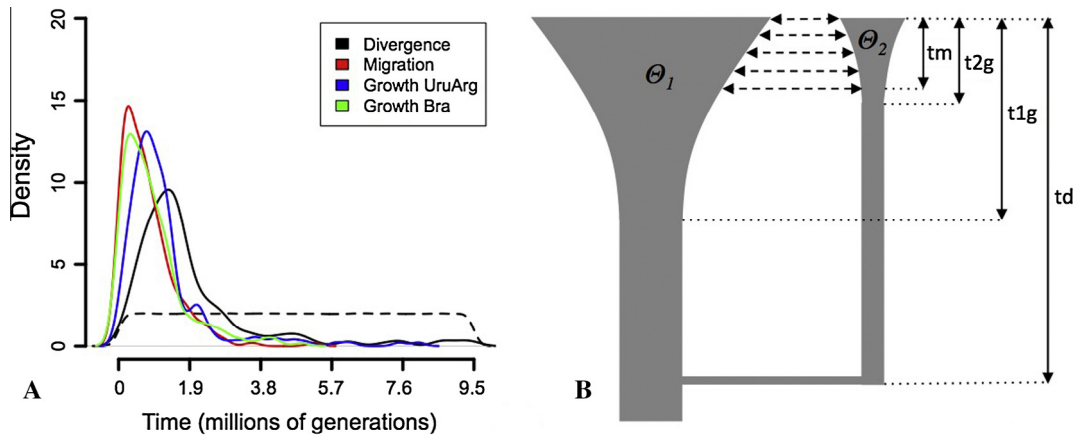 Density
20
15
10
5
0
Divergence
Migration
Growth UruArg
Growth Bra
0 1.9 3.8 5.7 7.6 9.5
Time (millions of generations)
A
Θ1
Θ2
tm
t2g
t1g
td
B